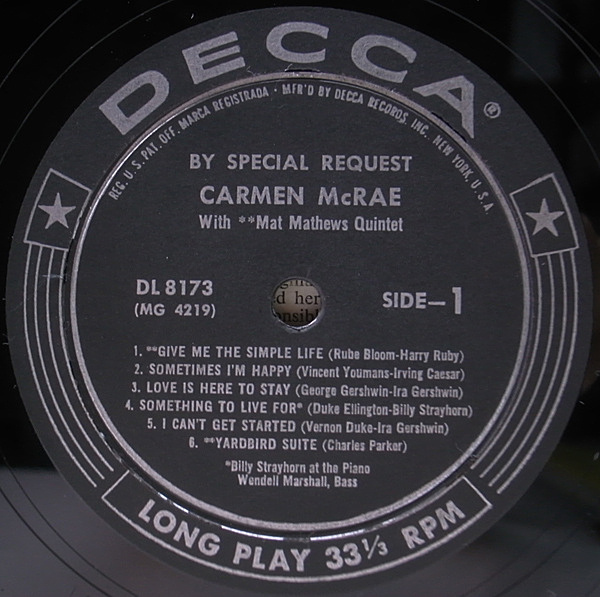 DECCA®
REG. U.S. PAT. OFF. MARCA REGISTRADA · MFR'D BY DECCA RECORDS, INC. NEW YORK, U.S.A
BY SPECIAL REQUEST
CARMEN McRAE
With **Mat Mathews Quintet
DL 8173
(MG 4219)
d her
SIDE—1
1. **GIVE ME THE SIMPLE LIFE (Rube Bloom-Harry Ruby)
2. SOMETIMES I'M HAPPY (Vincent Youmans-Irving Caesar)
3. LOVE IS HERE TO STAY (George Gershwin-Ira Gershwin)
4. SOMETHING TO LIVE FOR* (Duke Ellington-Billy Strayhorn)
5. I CAN'T GET STARTED (Vernon Duke-Ira Gershwin)
6. **YARDBIRD SUITE (Charles Parker)
*Billy Strayhorn at the Piano
Wendell Marshall, Bass
LONG PLAY 33⅓ RPM